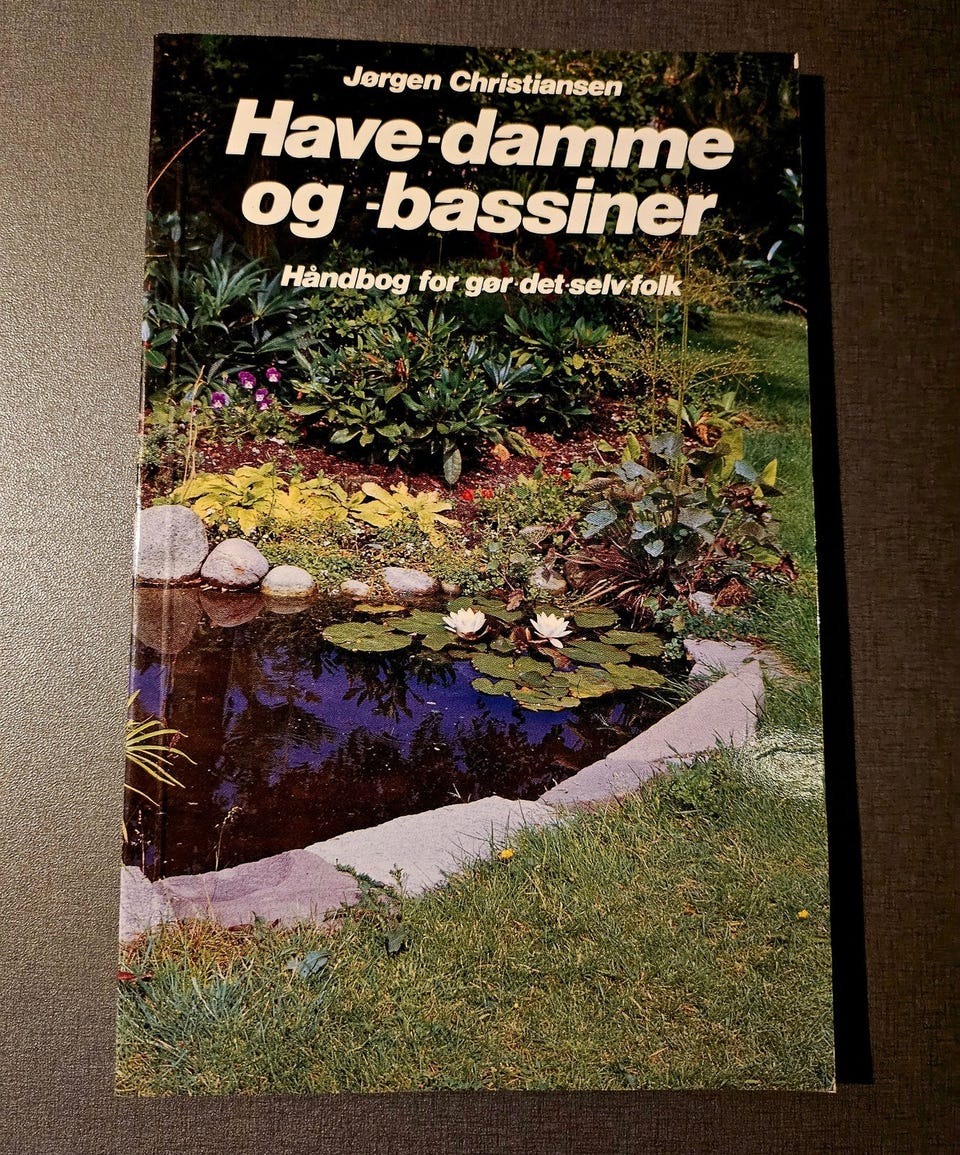 Jørgen Christiansen
Have-damme
og -bassiner
Håndbog for gør-det-selv-folk